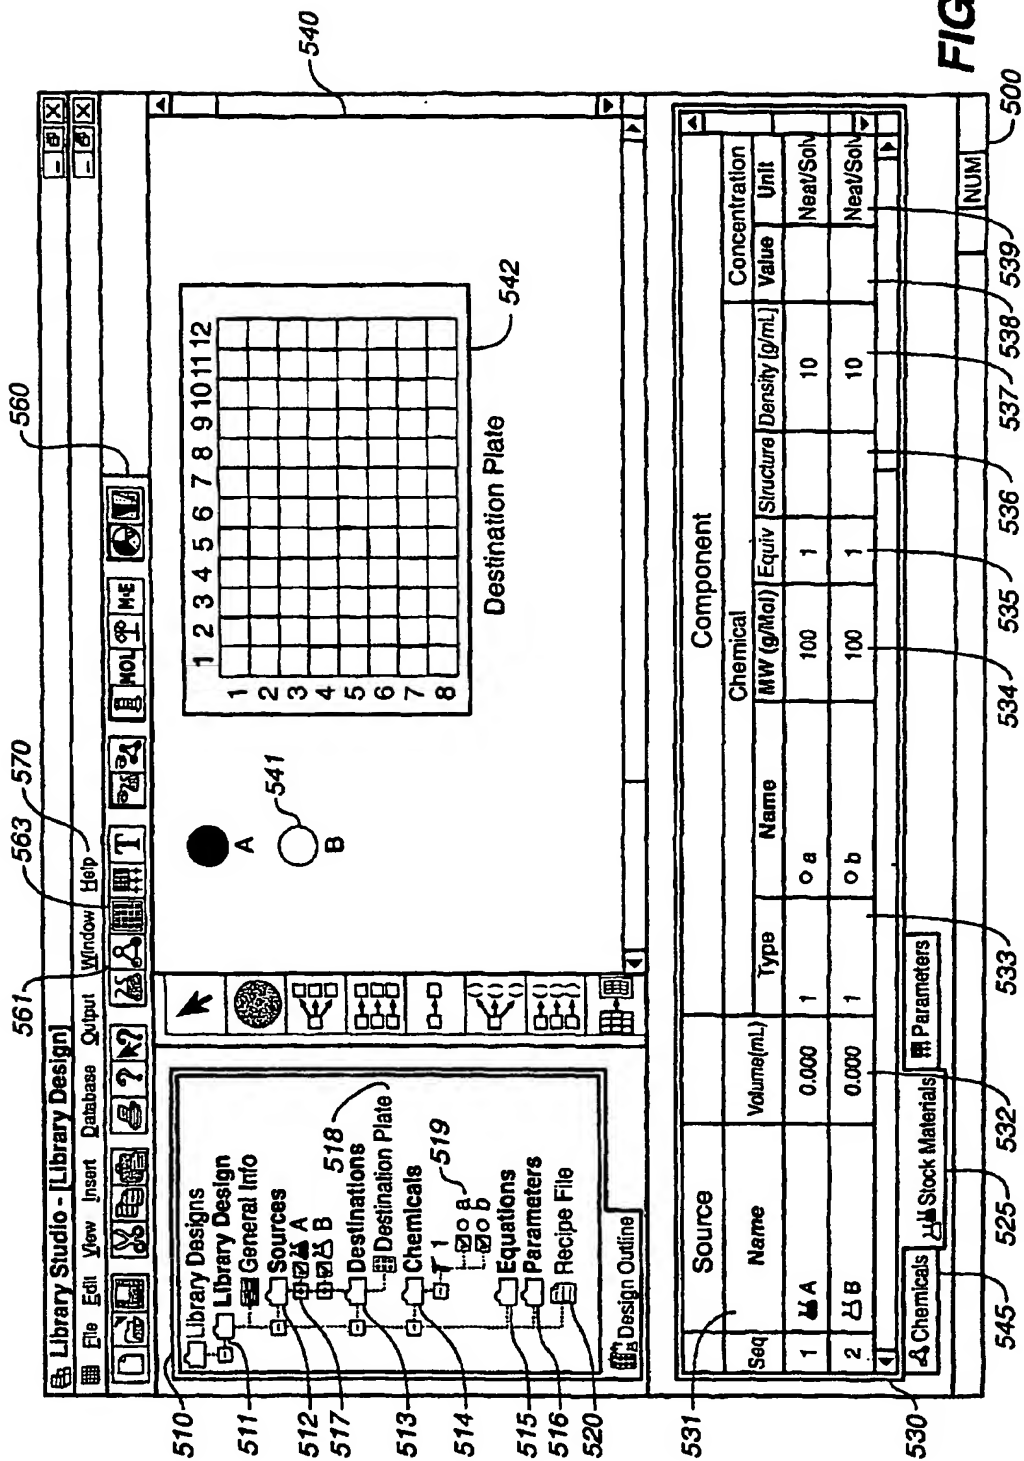 FIG
Library Studio - [Library Design]
File Edit View Insert Database Output Window Help
561
563
570
560
? ?
T
MOL
M·E
Library Designs
Library Design
General Info
Sources
A
B
Destinations
Destination Plate
Chemicals
1
a
b
Equations
Parameters
Recipe File
Design Outline
510
511
512
517
513
514
515
516
520
518
519
A
B
541
1 2 3 4 5 6 7 8 9 10 11 12
1
2
3
4
5
6
7
8
Destination Plate
542
540
Source Component
Chemical Concentration
Seq Name Volume(mL) Type Name MW (g/Mol) Equiv Structure Density [g/mL] Value Unit
1 A 0.000 1 a 100 1 10 Neat/Solv
2 B 0.000 1 b 100 1 10 Neat/Solv
Chemicals Stock Materials Parameters
NUM
531
530
545
525
532
533
534
535
536
537
538
539
500